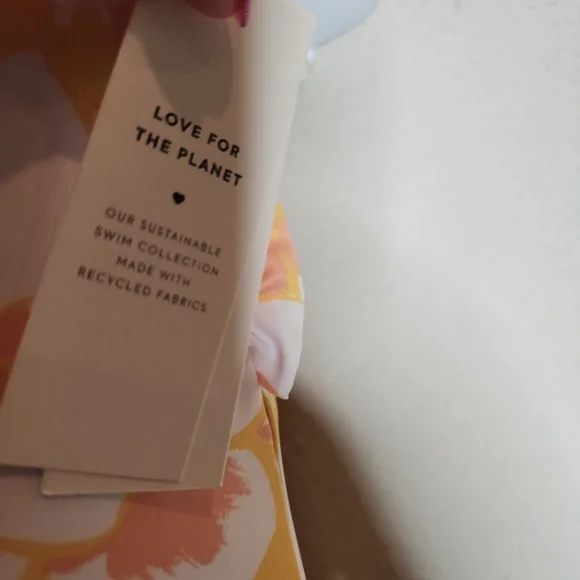 LOVE FOR
THE PLANET
OUR SUSTAINABLE
SWIM COLLECTION
MADE WITH
RECYCLED FABRICS.